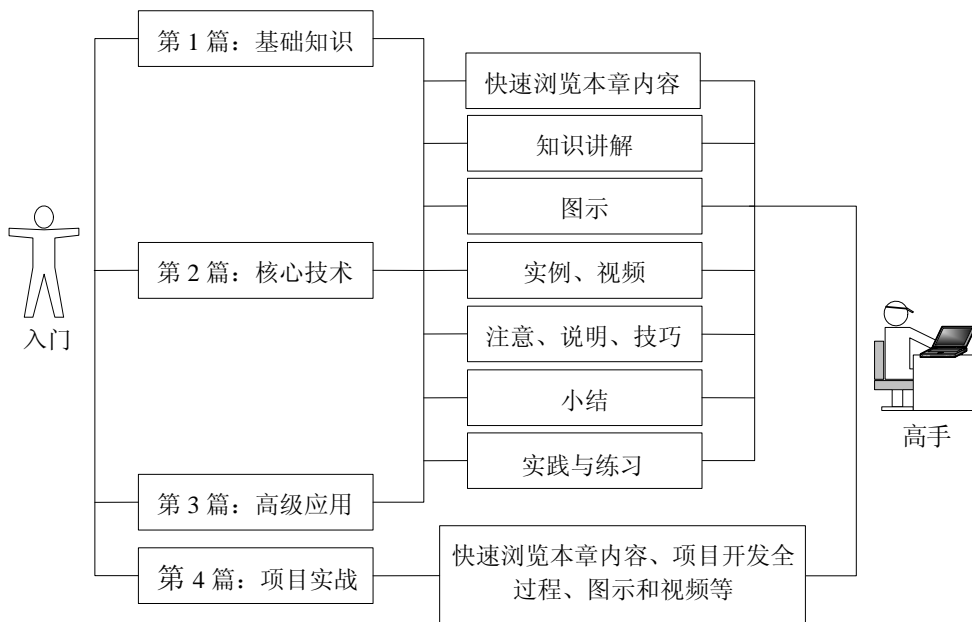 第 1 篇：基础知识
快速浏览本章内容
知识讲解
图示
第 2 篇：核心技术
实例、视频
入门
注意、说明、技巧
小结
高手
实践与练习
第 3 篇：高级应用
第 4 篇：项目实战
快速浏览本章内容、项目开发全
过程、图示和视频等